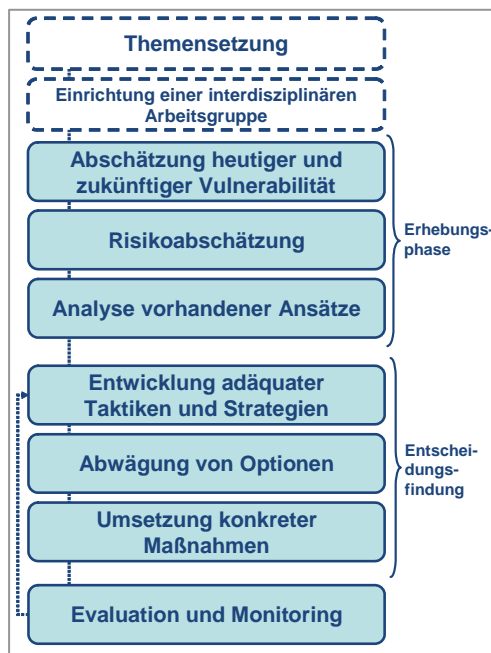 Themensetzung
Einrichtung einer interdisziplinären
Arbeitsgruppe
Abschätzung heutiger und
zukünftiger Vulnerabilität
Risikoabschätzung
Analyse vorhandener Ansätze
Erhebungs-
phase
Entwicklung adäquater
Taktiken und Strategien
Abwägung von Optionen
Umsetzung konkreter
Maßnahmen
Entschei-
dungs-
findung
Evaluation und Monitoring